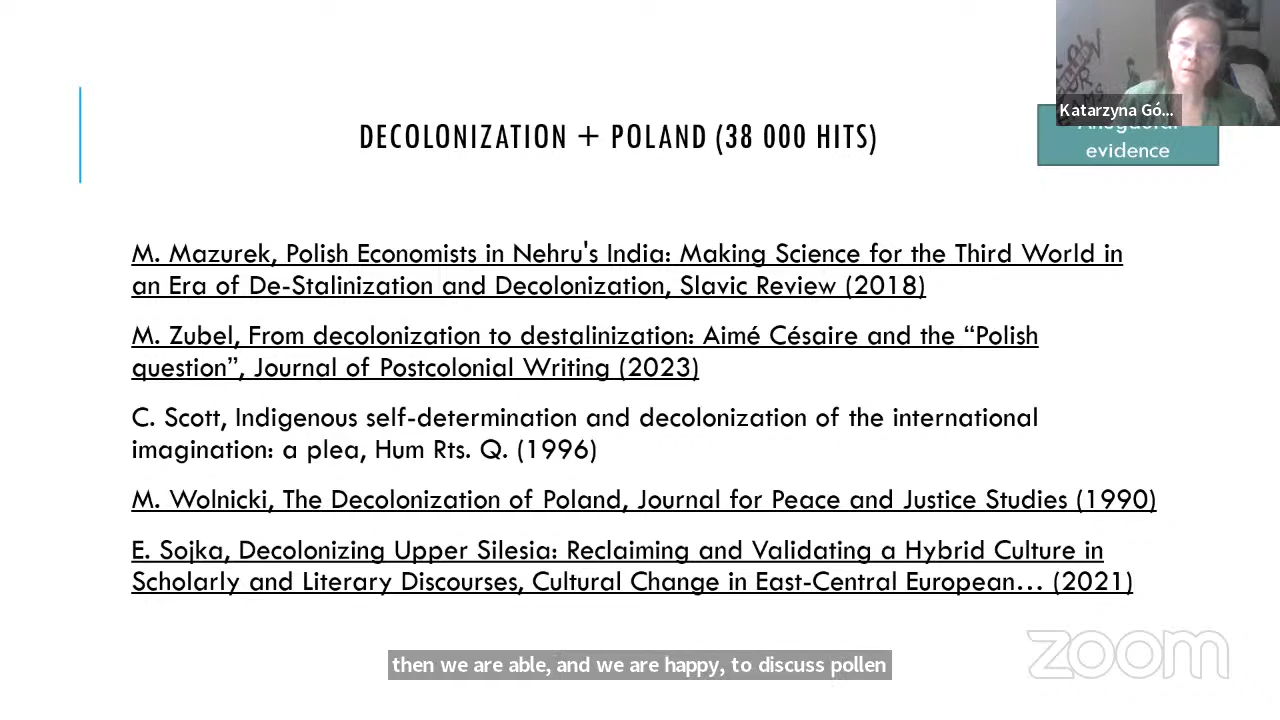 DECOLONIZATION + POLAND (38 000 HITS)
Katarzyna Gó...
evidence
M. Mazurek, Polish Economists in Nehru's India: Making Science for the Third World in
an Era of De-Stalinization and Decolonization, Slavic Review (2018)
M. Zubel, From decolonization to destalinization: Aimé Césaire and the “Polish
question”, Journal of Postcolonial Writing (2023)
C. Scott, Indigenous self-determination and decolonization of the international
imagination: a plea, Hum Rts. Q. (1996)
M. Wolnicki, The Decolonization of Poland, Journal for Peace and Justice Studies (1990)
E. Sojka, Decolonizing Upper Silesia: Reclaiming and Validating a Hybrid Culture in
Scholarly and Literary Discourses, Cultural Change in East-Central European… (2021)
then we are able, and we are happy, to discuss pollen
zoom